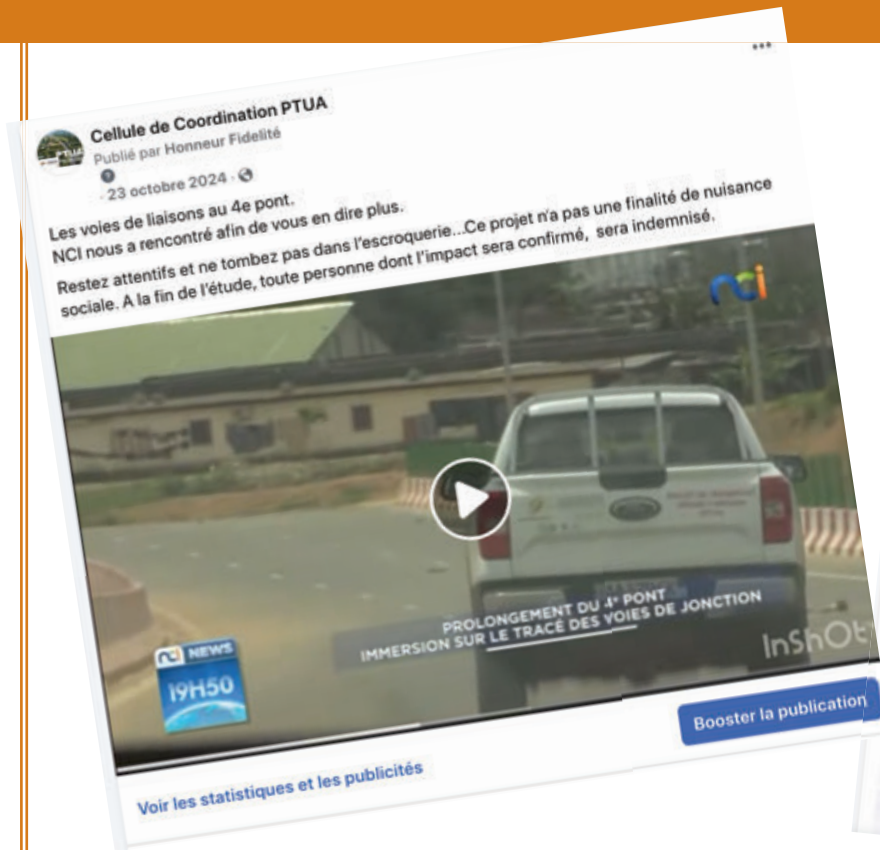 Cellule de Coordination PTUA
Publié par Honneur Fidelité
· 23 octobre 2024 ·
Les voies de liaisons au 4e pont.
NCI nous a rencontré afin de vous en dire plus.
Restez attentifs et ne tombez pas dans l'escroquerie...Ce projet n'a pas une finalité de nuisance
sociale. A la fin de l'étude, toute personne dont l'impact sera confirmé, sera indemnisé.
nci
PROLONGEMENT DU 4e PONT
IMMERSION SUR LE TRACÉ DES VOIES DE JONCTION
InShOt
nci NEWS
19H50
Booster la publication
Voir les statistiques et les publicités